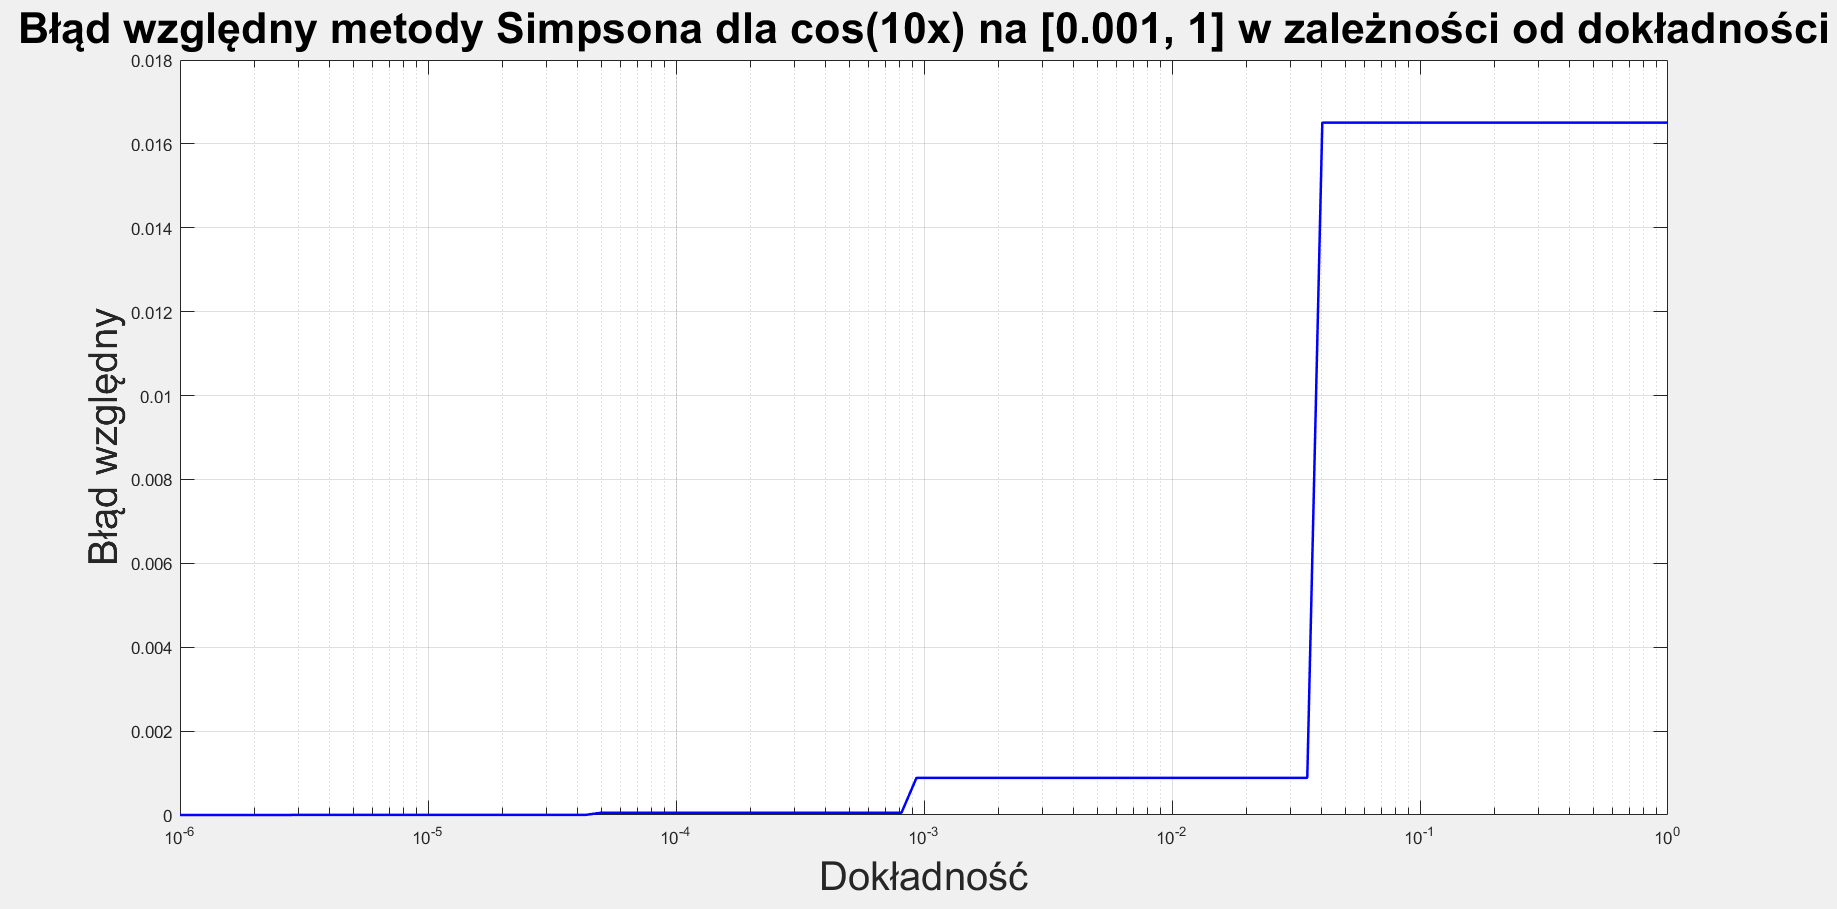 Błąd względny metody Simpsona dla cos(10x) na [0.001, 1] w zależności od dokładności
0.018
0.016
0.014
0.012
0.01
0.008
0.006
0.004
0.002
0
Błąd względny
10^-6 10^-5 10^-4 10^-3 10^-2 10^-1 10^0
Dokładność